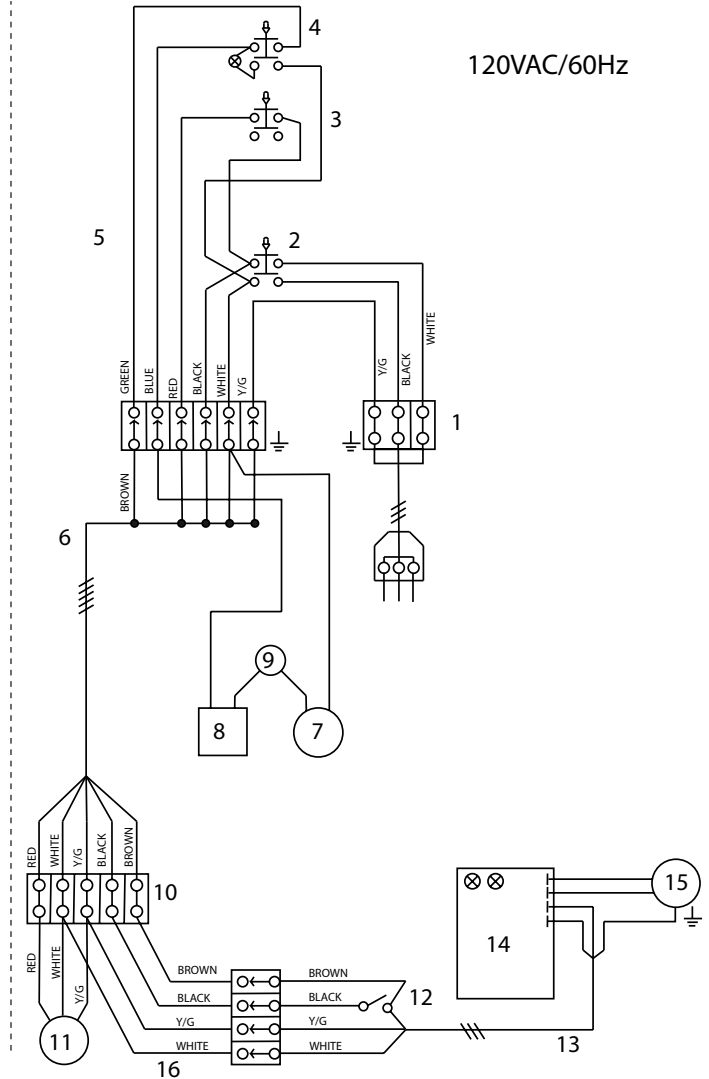 4
120VAC/60Hz
3
5
2
GREEN
BLUE
RED
BLACK
WHITE
Y/G
Y/G
BLACK
WHITE
1
BROWN
6
9
8
7
RED
WHITE
Y/G
BLACK
BROWN
10
15
14
RED
WHITE
Y/G
11
BROWN
BROWN
BLACK
BLACK
12
Y/G
Y/G
WHITE
WHITE
13
16